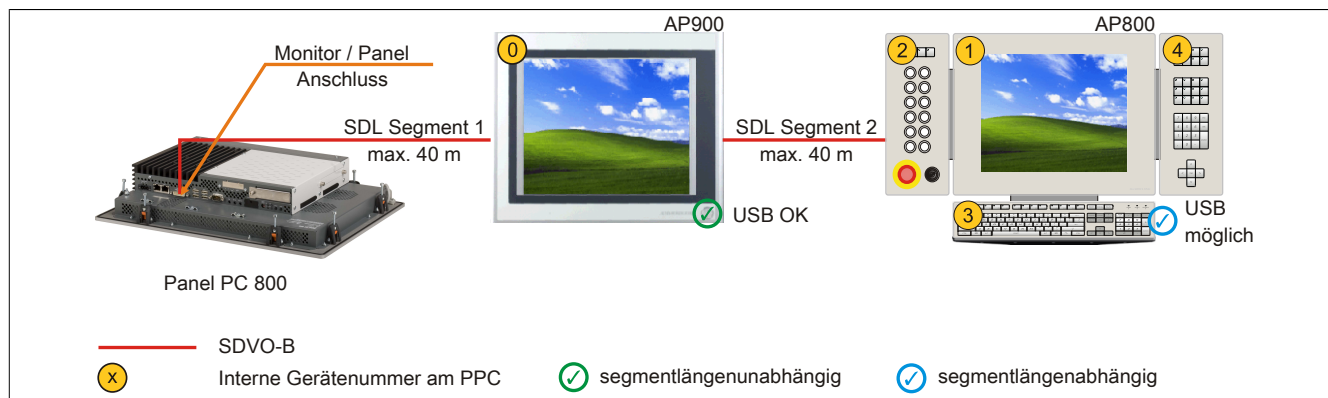 AP900
AP800
Monitor / Panel
Anschluss
0
2
1
4
SDL Segment 1
max. 40 m
SDL Segment 2
max. 40 m
3
USB OK
USB
möglich
Panel PC 800
SDVO-B
x
Interne Gerätenummer am PPC
segmentlängenunabhängig
segmentlängenabhängig